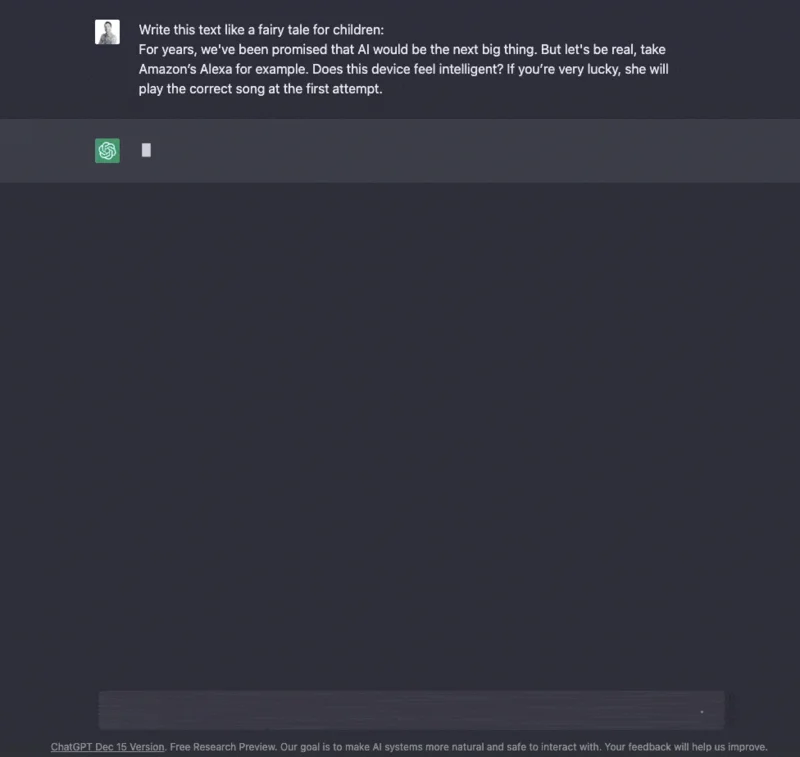 Write this text like a fairy tale for children:
For years, we've been promised that AI would be the next big thing. But let's be real, take
Amazon’s Alexa for example. Does this device feel intelligent? If you’re very lucky, she will
play the correct song at the first attempt.
ChatGPT Dec 15 Version. Free Research Preview. Our goal is to make AI systems more natural and safe to interact with. Your feedback will help us improve.